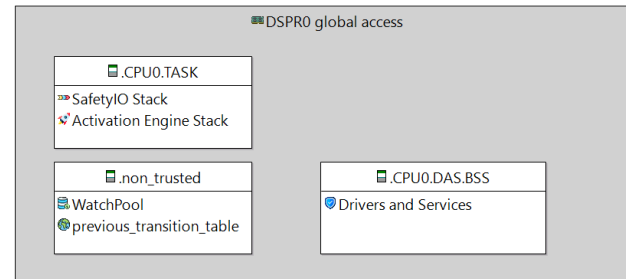 DSPR0 global access
.CPU0.TASK
SafetyIO Stack
Activation Engine Stack
.non_trusted
WatchPool
previous_transition_table
.CPU0.DAS.BSS
Drivers and Services